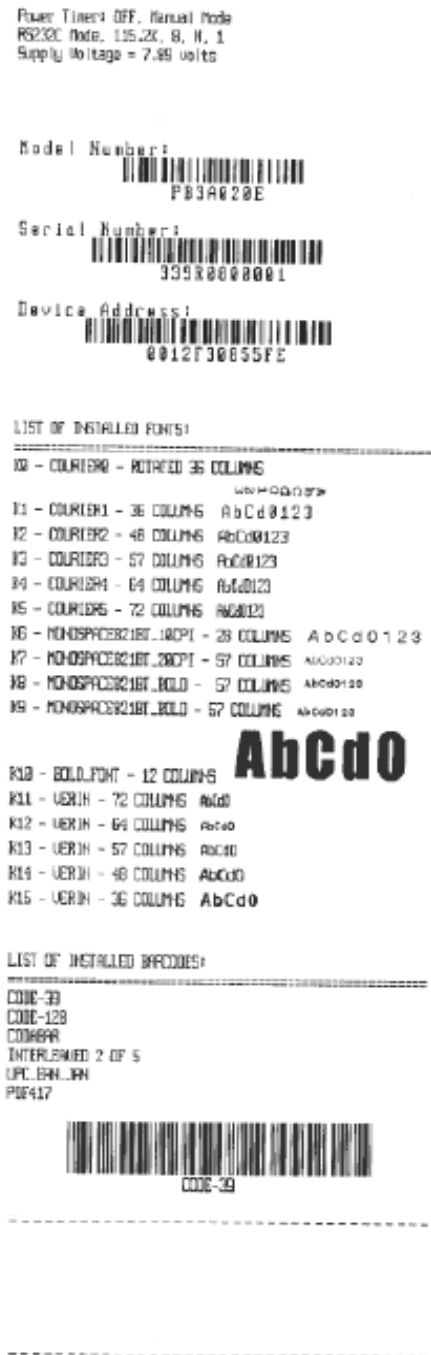 Power Timer: OFF, Manual Mode
RS232C Mode, 115.2K, 8, N, 1
Supply Voltage = 7.89 volts
Model Number:
PB3A020E
Serial Number:
339R0800001
Device Address:
0012F30855FE
LIST OF INSTALLED FONTS:
K0 - COURIER0 - ROTATED 36 COLUMNS
K1 - COURIER1 - 36 COLUMNS AbCd0123
K2 - COURIER2 - 48 COLUMNS AbCd0123
K3 - COURIER3 - 57 COLUMNS AbCd0123
K4 - COURIER4 - 64 COLUMNS AbCd0123
K5 - COURIER5 - 72 COLUMNS AbCd0123
K6 - MONOSPACE821BT_10CPI - 28 COLUMNS AbCd0123
K7 - MONOSPACE821BT_20CPI - 57 COLUMNS AbCd0123
K8 - MONOSPACE821BT_BOLD - 57 COLUMNS AbCd0123
K9 - MONOSPACE821BT_BOLD - 57 COLUMNS AbCd0123
K10 - BOLD_FONT - 12 COLUMNS AbCd0
K11 - VERIN - 72 COLUMNS AbCd0
K12 - VERIN - 64 COLUMNS AbCd0
K13 - VERIN - 57 COLUMNS AbCd0
K14 - VERIN - 48 COLUMNS AbCd0
K15 - VERIN - 36 COLUMNS AbCd0
LIST OF INSTALLED BARCODES:
CODE-39
CODE-128
CODABAR
INTERLEAVED 2 OF 5
UPC_EAN_JAN
PDF417
CODE-39